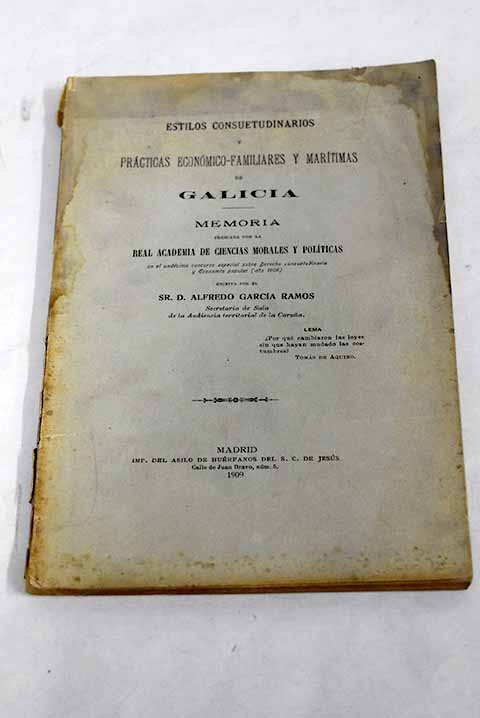 ESTILOS CONSUETUDINARIOS
Y
PRÁCTICAS ECONÓMICO-FAMILIARES Y MARÍTIMAS
DE
GALICIA
MEMORIA
PREMIADA POR LA
REAL ACADEMIA DE CIENCIAS MORALES Y POLÍTICAS
en el undécimo concurso especial sobre Derecho consuetudinario
y Economía popular (año 1908)
ESCRITA POR EL
SR. D. ALFREDO GARCÍA RAMOS
Secretario de Sala
de la Audiencia territorial de la Coruña.
LEMA
¿Por qué cambiaron las leyes
sin que hayan mudado las cos-
tumbres?
TOMÁS DE AQUINO.
MADRID
IMP. DEL ASILO DE HUÉRFANOS DEL S. C. DE JESÚS
Calle de Juan Bravo, núm. 5.
1909